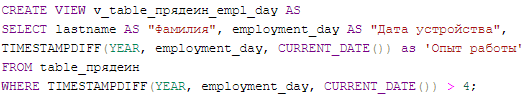 CREATE VIEW v_table_прядеин_empl_day AS
SELECT lastname AS "Фамилия", employment_day AS "Дата устройства",
TIMESTAMPDIFF(YEAR, employment_day, CURRENT_DATE()) as 'Опыт работы'
FROM table_прядеин
WHERE TIMESTAMPDIFF(YEAR, employment_day, CURRENT_DATE()) > 4;